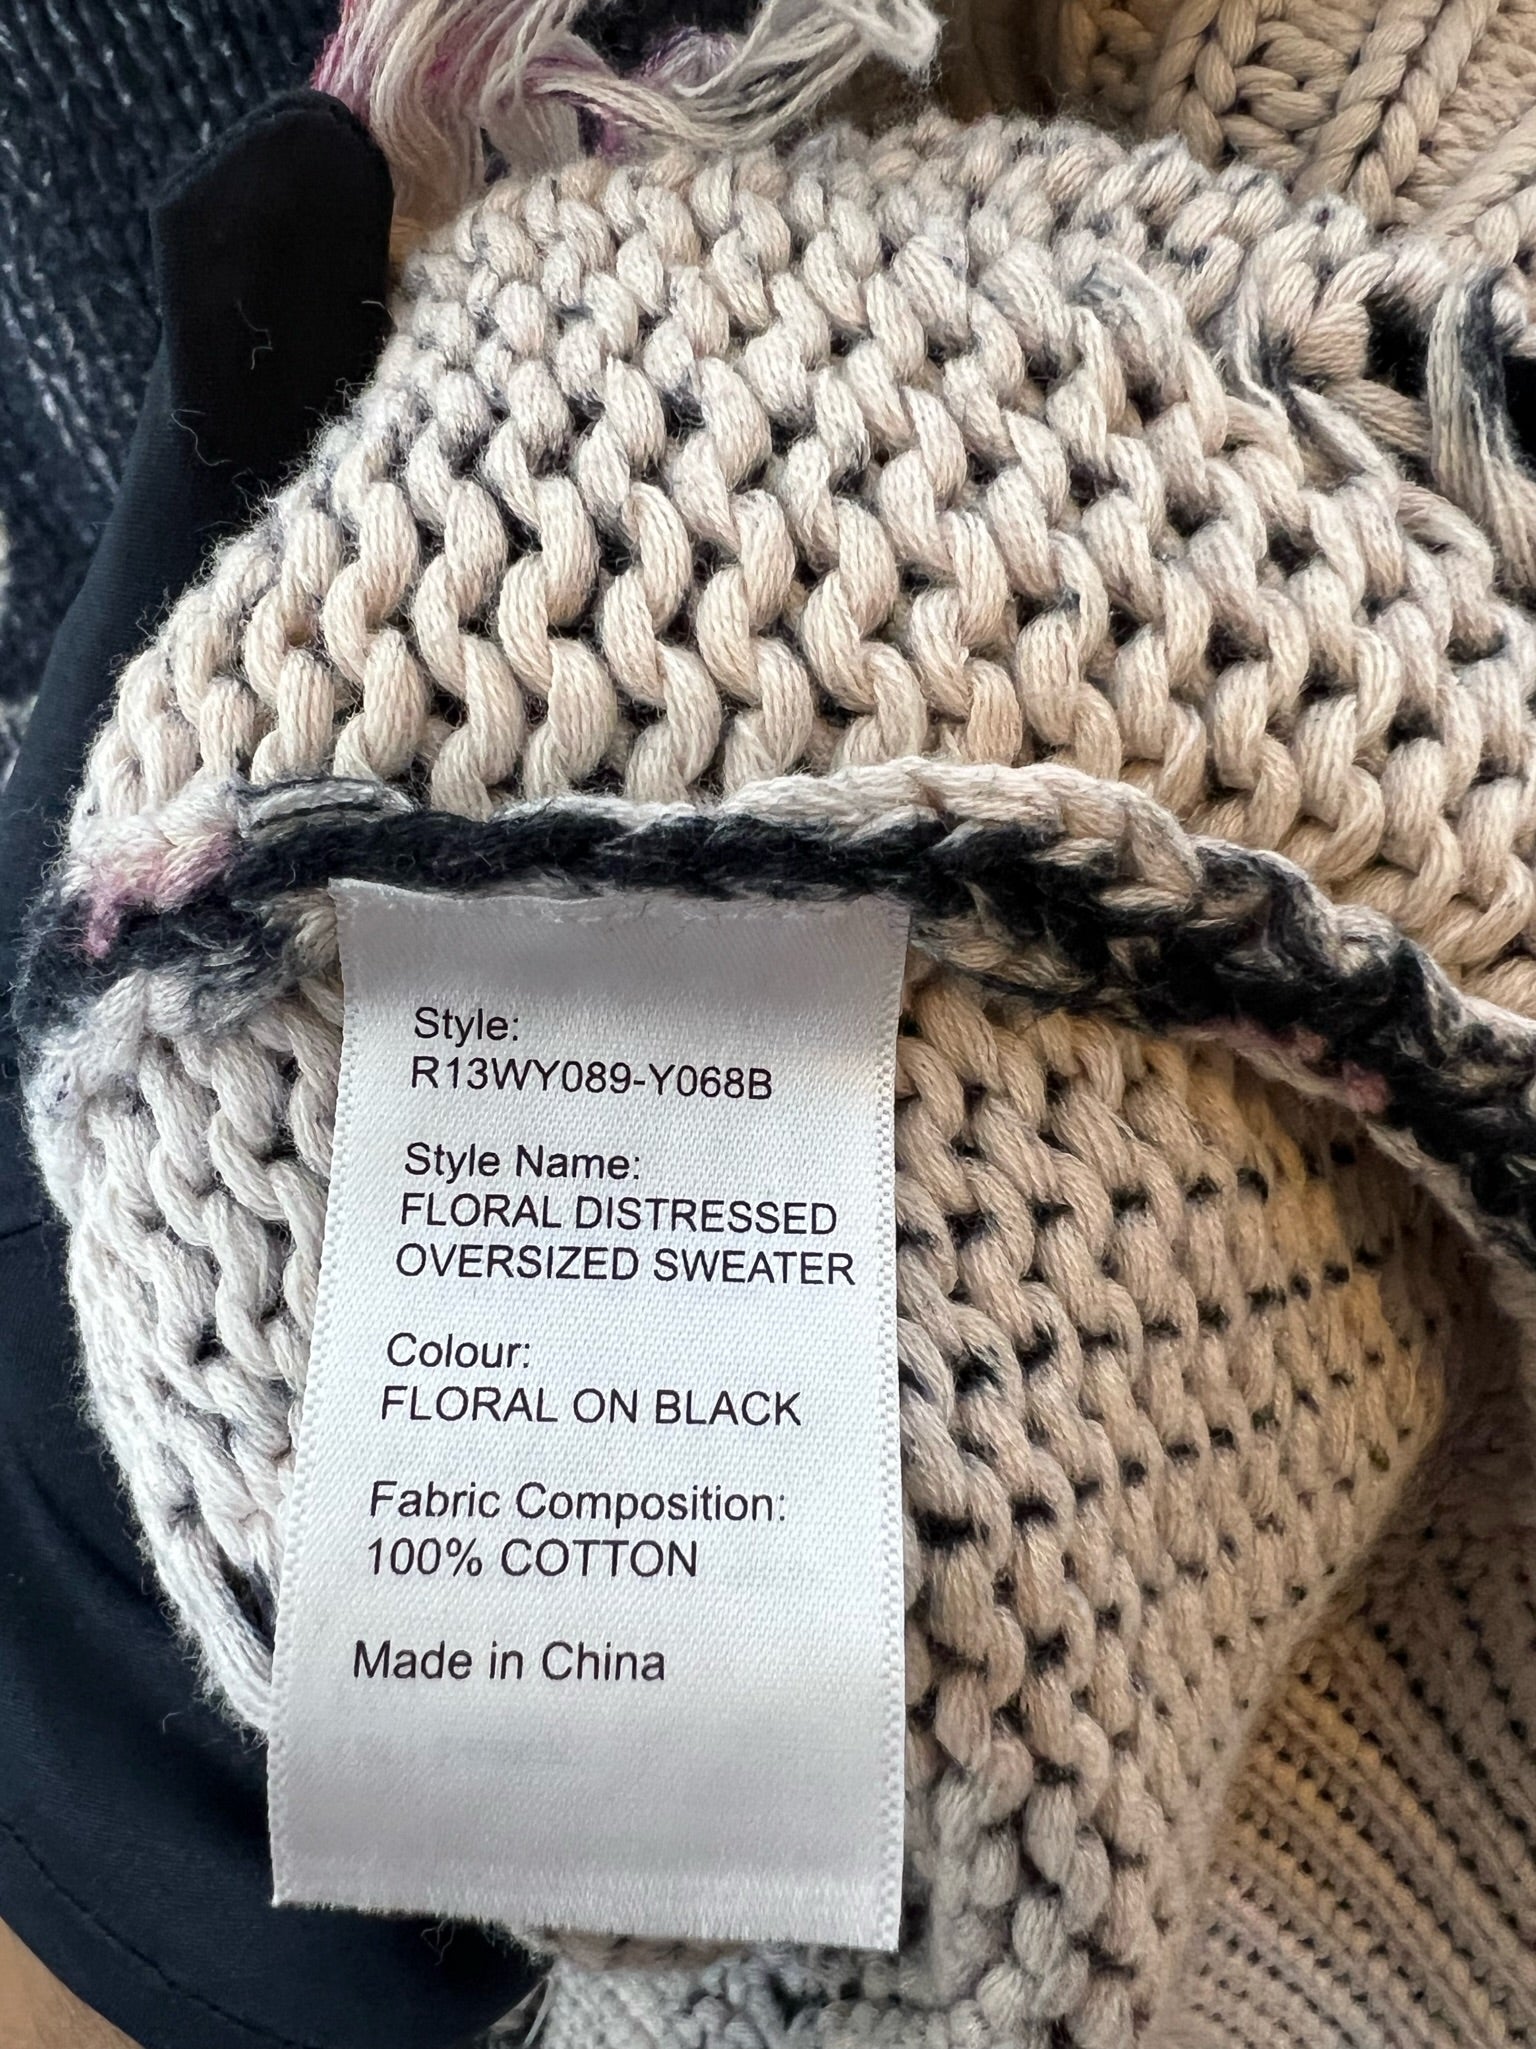 Style:
R13WY089-Y068B
Style Name:
FLORAL DISTRESSED
OVERSIZED SWEATER
Colour:
FLORAL ON BLACK
Fabric Composition:
100% COTTON
Made in China